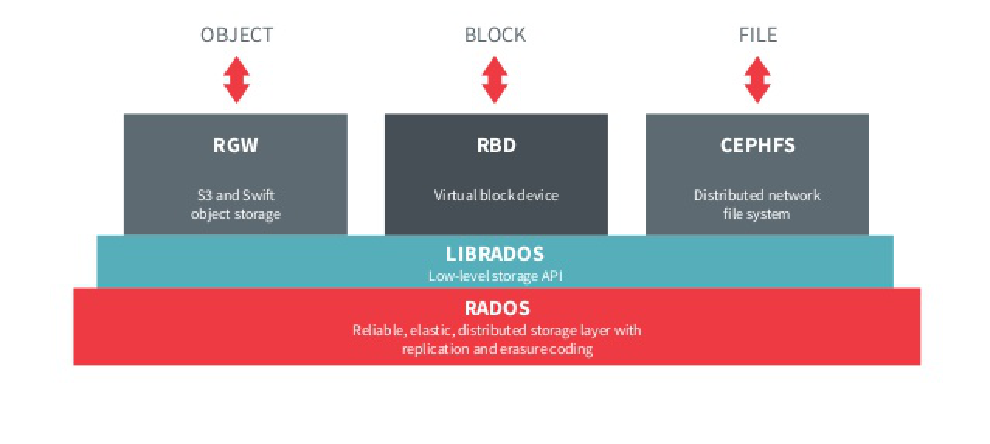 OBJECT
BLOCK
FILE
RGW
S3 and Swift
object storage
RBD
Virtual block device
CEPHFS
Distributed network
file system
LIBRADOS
Low-level storage API
RADOS
Reliable, elastic, distributed storage layer with
replication and erasure coding